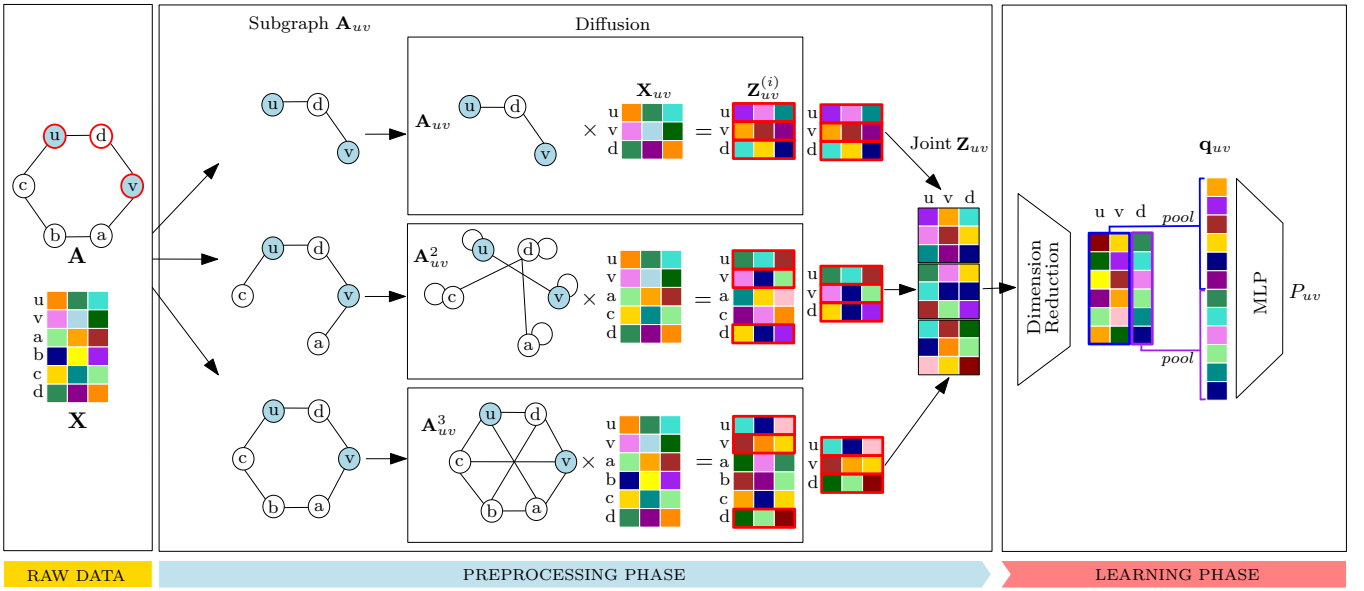 Subgraph A_uv
Diffusion
u d
v
c
b a
A
u
v
a
b
c
d
X
u d
v
A_uv
u d
v
×
X_uv
u
v
d
=
Z_uv^(i)
u
v
d
u
v
d
u d
c v
a
A_uv^2
u d
c v
a
×
u
v
a
c
d
=
u
v
a
c
d
u
v
d
u d
c v
b a
A_uv^3
u d
c v
b a
×
u
v
a
b
c
d
=
u
v
a
b
c
d
u
v
d
Joint Z_uv
u v d
Dimension
Reduction
u v d
pool
pool
q_uv
MLP
P_uv
RAW DATA
PREPROCESSING PHASE
LEARNING PHASE